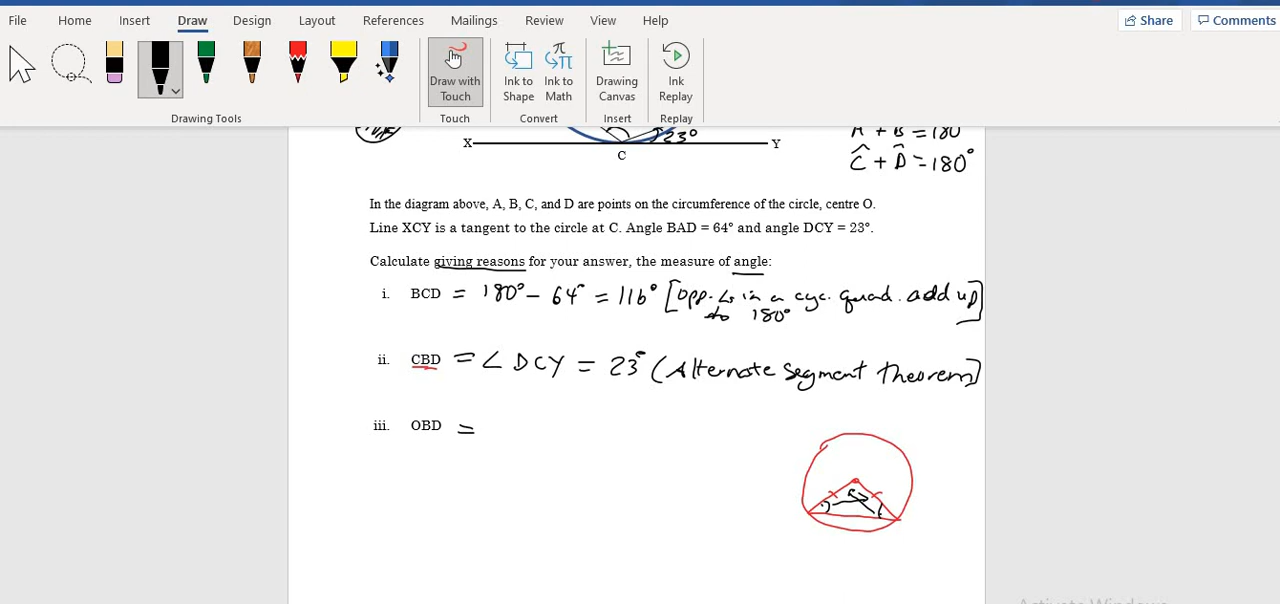 File Home Insert Draw Design Layout References Mailings Review View Help Share Comments
Draw with Touch Ink to Shape Ink to Math Drawing Canvas Ink Replay
Drawing Tools Touch Convert Insert Replay
23° A + B = 180
X Y
C
Ĉ + D̂ = 180°
In the diagram above, A, B, C, and D are points on the circumference of the circle, centre O.
Line XCY is a tangent to the circle at C. Angle BAD = 64° and angle DCY = 23°.
Calculate giving reasons for your answer, the measure of angle:
i. BCD = 180° - 64° = 116° [opp. ∠s in a cyc. quad. add up
to 180°]
ii. CBD = ∠ DCY = 23° (Alternate segment theorem]
iii. OBD =
Activate Windows